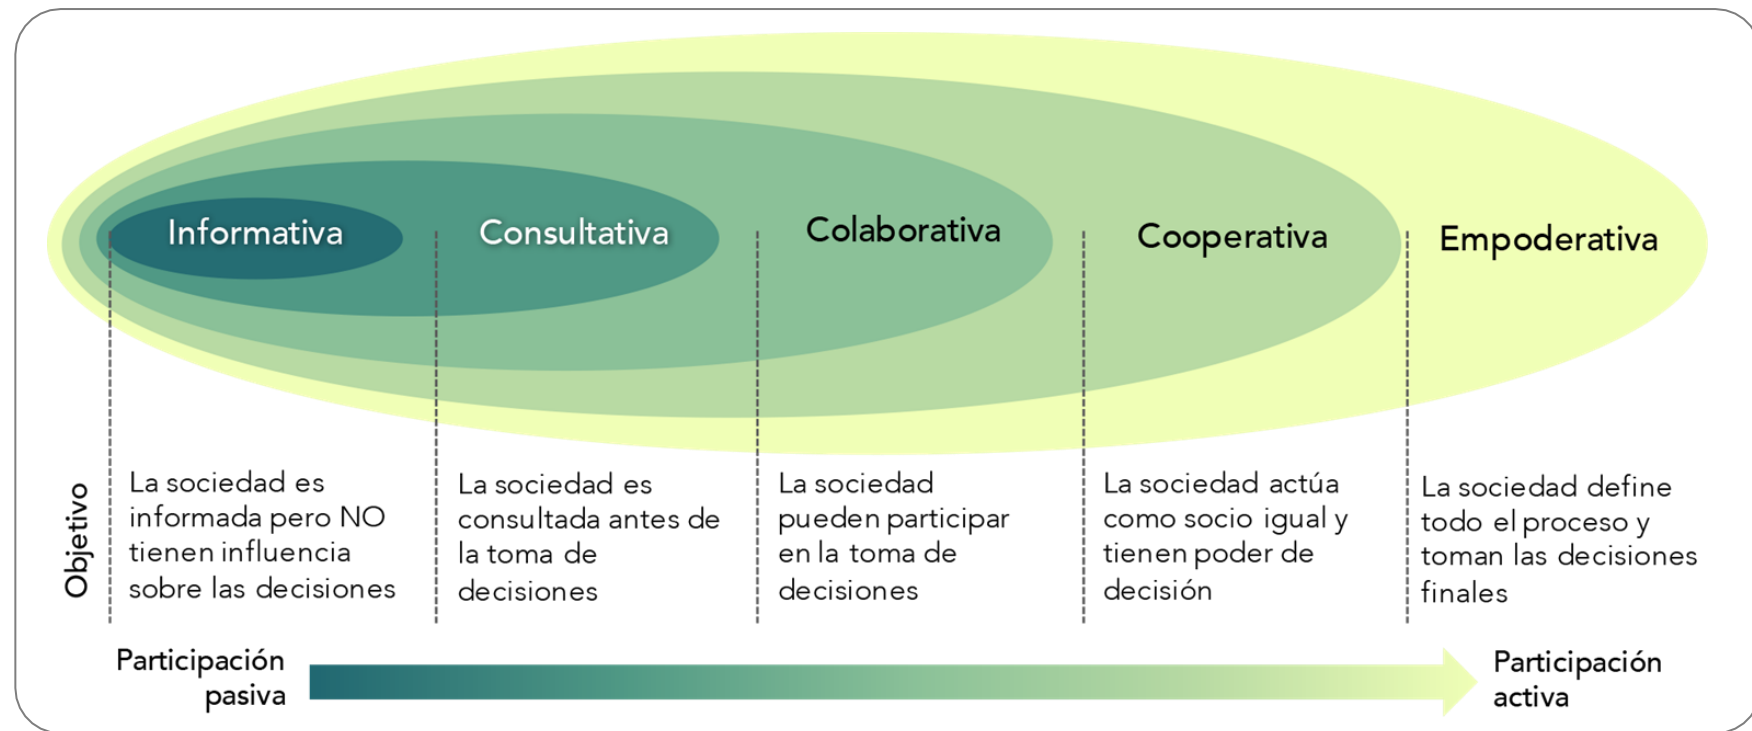 Informativa
Consultativa
Colaborativa
Cooperativa
Empoderativa
Objetivo
La sociedad es
informada pero NO
tienen influencia
sobre las decisiones
La sociedad es
consultada antes de
la toma de
decisiones
La sociedad
pueden participar
en la toma de
decisiones
La sociedad actúa
como socio igual y
tienen poder de
decisión
La sociedad define
todo el proceso y
toman las decisiones
finales
Participación
pasiva
Participación
activa